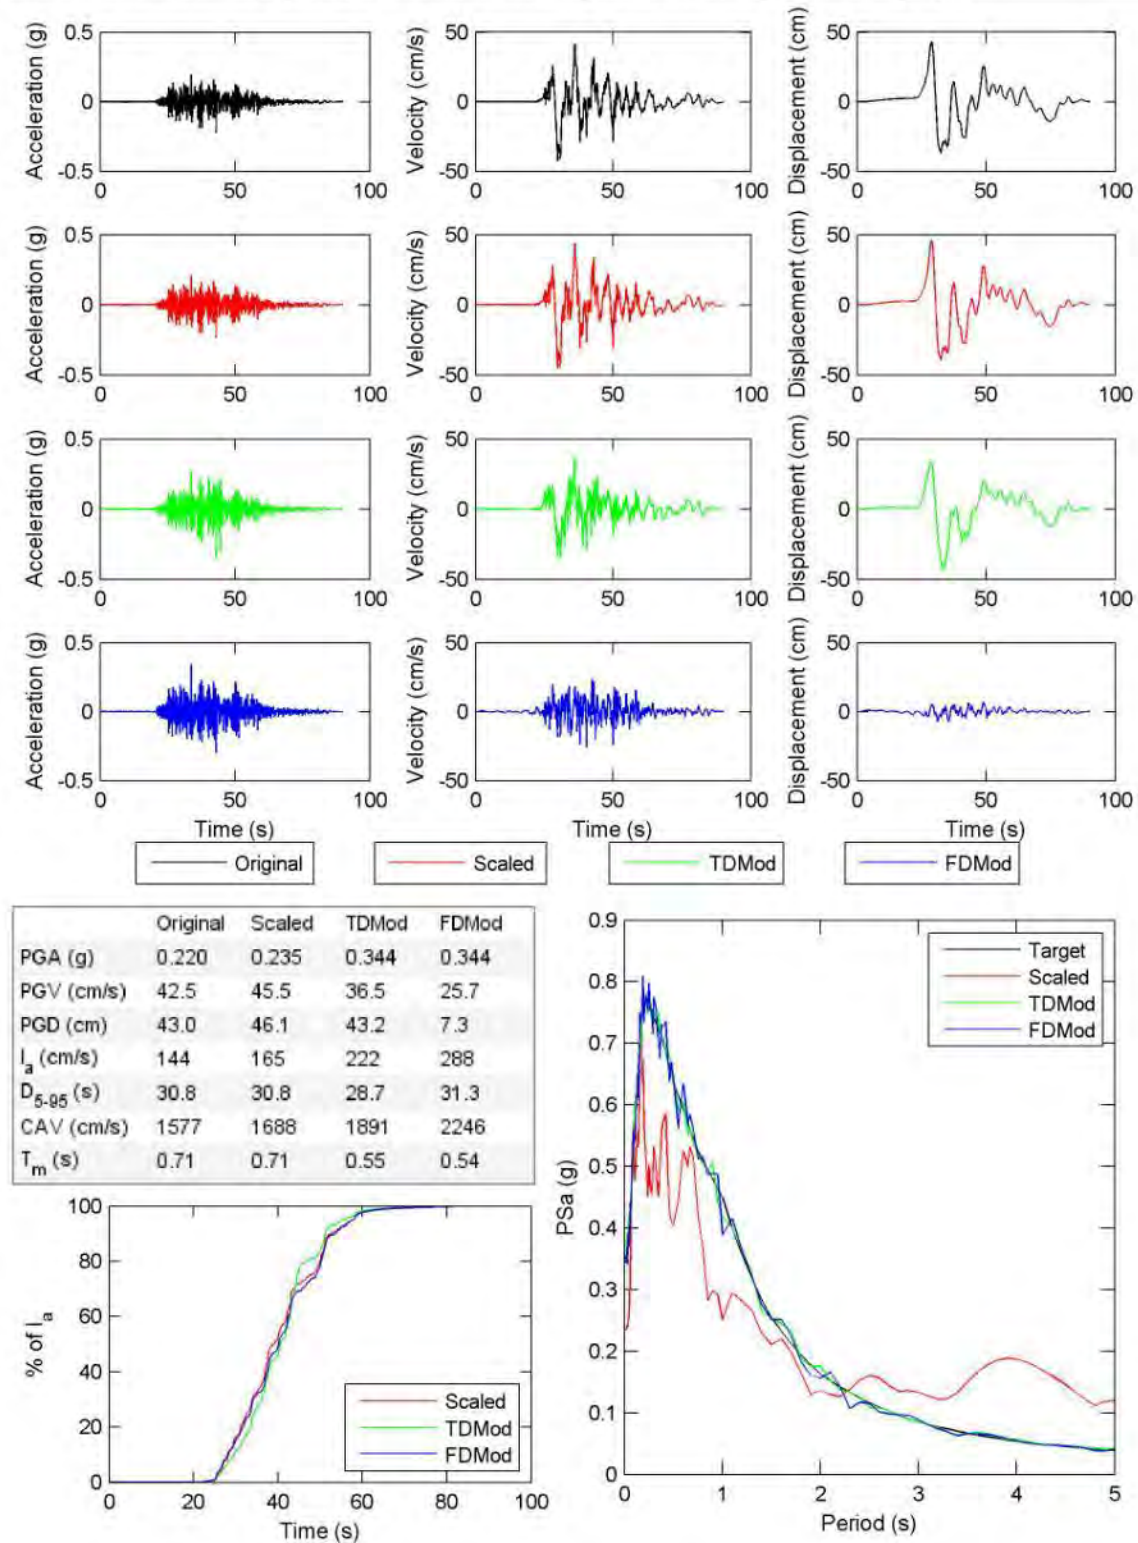 0.5 50 50
Acceleration (g) Velocity (cm/s) Displacement (cm)
0 0 0
-0.5 -50 -50
0 50 100 0 50 100 0 50 100
0.5 50 50
Acceleration (g) Velocity (cm/s) Displacement (cm)
0 0 0
-0.5 -50 -50
0 50 100 0 50 100 0 50 100
0.5 50 50
Acceleration (g) Velocity (cm/s) Displacement (cm)
0 0 0
-0.5 -50 -50
0 50 100 0 50 100 0 50 100
0.5 50 50
Acceleration (g) Velocity (cm/s) Displacement (cm)
0 0 0
-0.5 -50 -50
0 50 100 0 50 100 0 50 100
Time (s) Time (s) Time (s)
Original Scaled TDMod FDMod
Original Scaled TDMod FDMod
PGA (g) 0.220 0.235 0.344 0.344
PGV (cm/s) 42.5 45.5 36.5 25.7
PGD (cm) 43.0 46.1 43.2 7.3
Ia (cm/s) 144 165 222 288
D5-95 (s) 30.8 30.8 28.7 31.3
CAV (cm/s) 1577 1688 1891 2246
Tm (s) 0.71 0.71 0.55 0.54
100
80
60
40
20
0
% of Ia
Scaled
TDMod
FDMod
0 20 40 60 80 100
Time (s)
0.9
0.8
0.7
0.6
0.5
0.4
0.3
0.2
0.1
0
PSa (g)
Target
Scaled
TDMod
FDMod
0 1 2 3 4 5
Period (s)